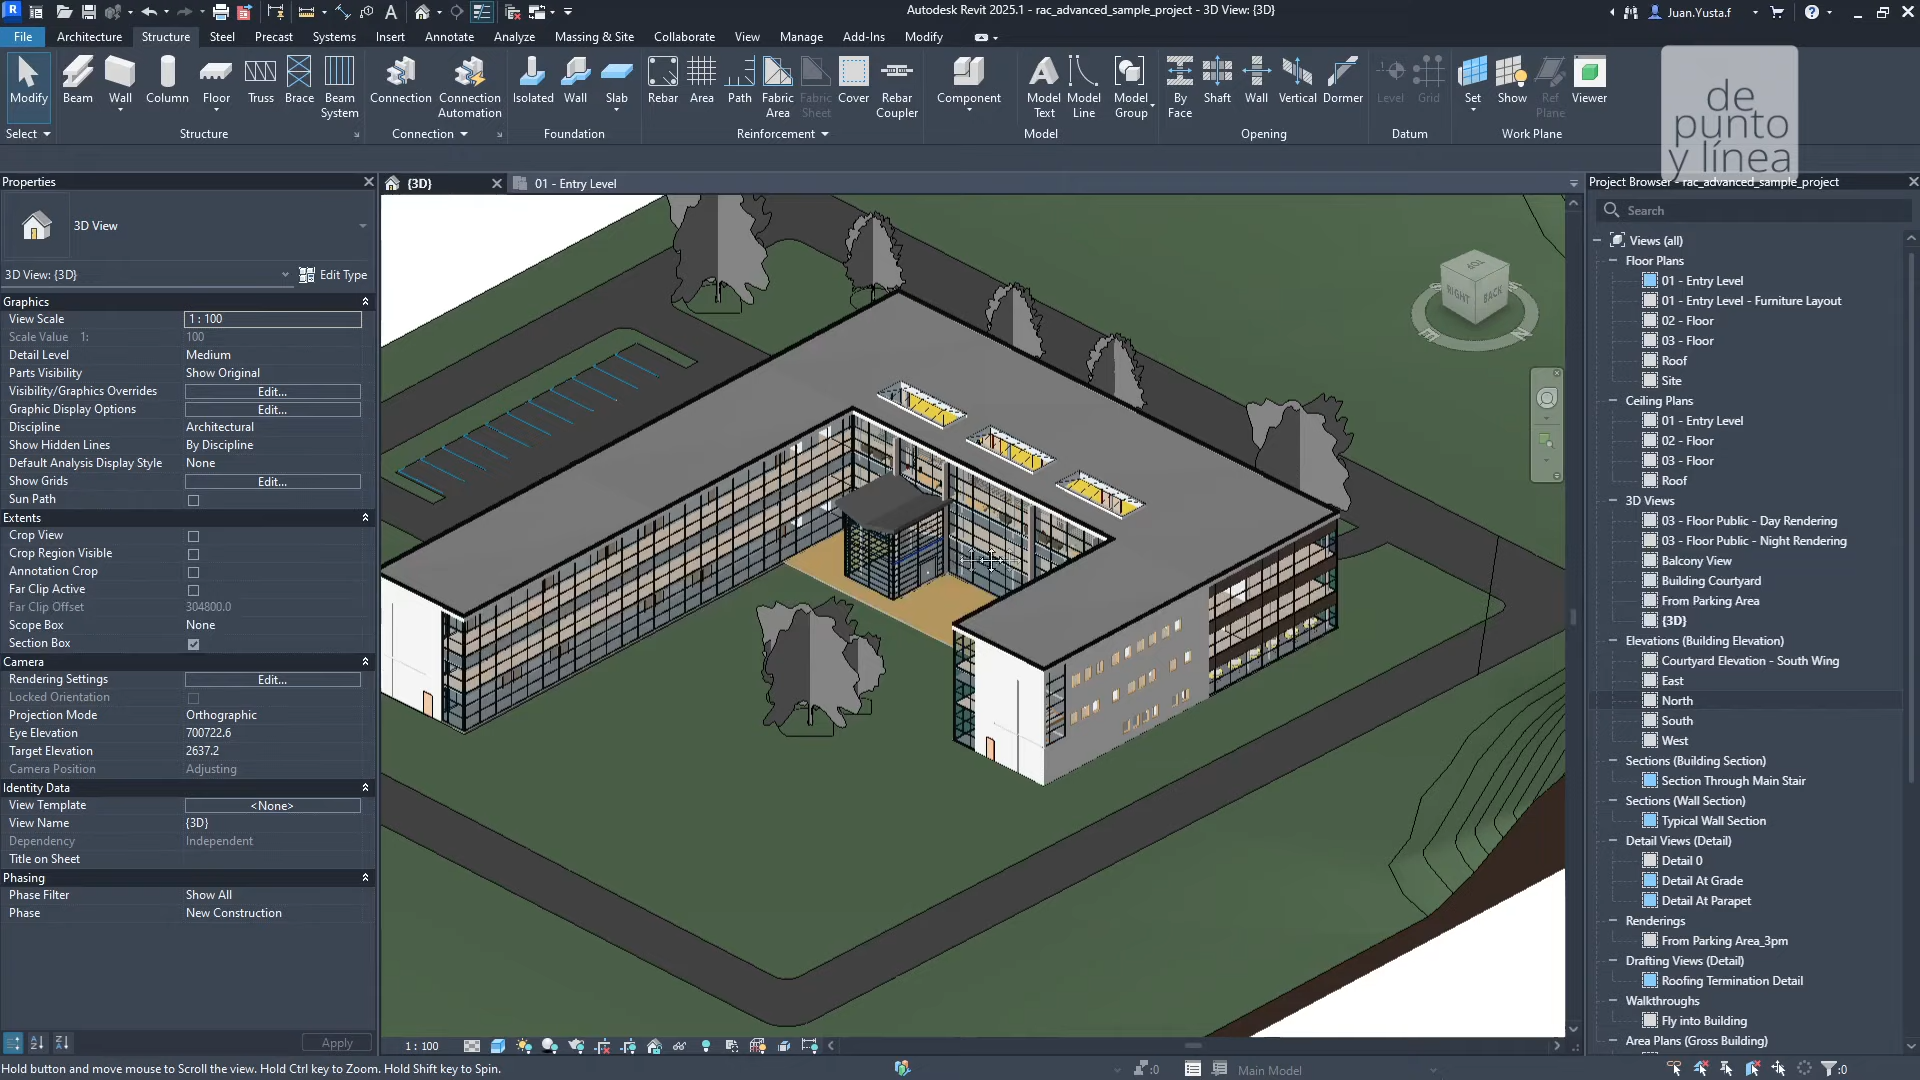 Autodesk Revit 2025.1 - rac_advanced_sample_project - 3D View: {3D}
Juan.Yusta.f
File Architecture Structure Steel Precast Systems Insert Annotate Analyze Massing & Site Collaborate View Manage Add-Ins Modify
Modify Beam Wall Column Floor Truss Brace Beam System Connection Connection Automation Isolated Wall Slab Rebar Area Path Fabric Area Fabric Sheet Cover Rebar Coupler Component Model Text Model Line Model Group By Face Shaft Wall Vertical Dormer Level Grid Set Show Ref Plane Viewer
Select Structure Connection Foundation Reinforcement Model Opening Datum Work Plane
de
punto
y línea
Properties
3D View
3D View: {3D} Edit Type
Graphics
View Scale 1 : 100
Scale Value 1: 100
Detail Level Medium
Parts Visibility Show Original
Visibility/Graphics Overrides Edit...
Graphic Display Options Edit...
Discipline Architectural
Show Hidden Lines By Discipline
Default Analysis Display Style None
Show Grids Edit...
Sun Path
Extents
Crop View
Crop Region Visible
Annotation Crop
Far Clip Active
Far Clip Offset 304800.0
Scope Box None
Section Box
Camera
Rendering Settings Edit...
Locked Orientation
Projection Mode Orthographic
Eye Elevation 700722.6
Target Elevation 2637.2
Camera Position Adjusting
Identity Data
View Template <None>
View Name {3D}
Dependency Independent
Title on Sheet
Phasing
Phase Filter Show All
Phase New Construction
Apply
{3D} 01 - Entry Level
TOP
RIGHT BACK
1 : 100
Project Browser - rac_advanced_sample_project
Search
Views (all)
Floor Plans
01 - Entry Level
01 - Entry Level - Furniture Layout
02 - Floor
03 - Floor
Roof
Site
Ceiling Plans
01 - Entry Level
02 - Floor
03 - Floor
Roof
3D Views
03 - Floor Public - Day Rendering
03 - Floor Public - Night Rendering
Balcony View
Building Courtyard
From Parking Area
{3D}
Elevations (Building Elevation)
Courtyard Elevation - South Wing
East
North
South
West
Sections (Building Section)
Section Through Main Stair
Sections (Wall Section)
Typical Wall Section
Detail Views (Detail)
Detail 0
Detail At Grade
Detail At Parapet
Renderings
From Parking Area_3pm
Drafting Views (Detail)
Roofing Termination Detail
Walkthroughs
Fly into Building
Area Plans (Gross Building)
Hold button and move mouse to Scroll the view. Hold Ctrl key to Zoom. Hold Shift key to Spin.
:0
Main Model
:0